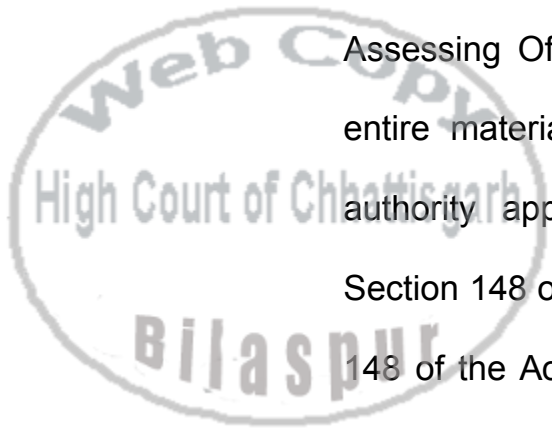 Web Copy
High Court of Chhattisgarh
Bilaspur
Assessing Of
entire materia
authority app
Section 148 o
148 of the Ac